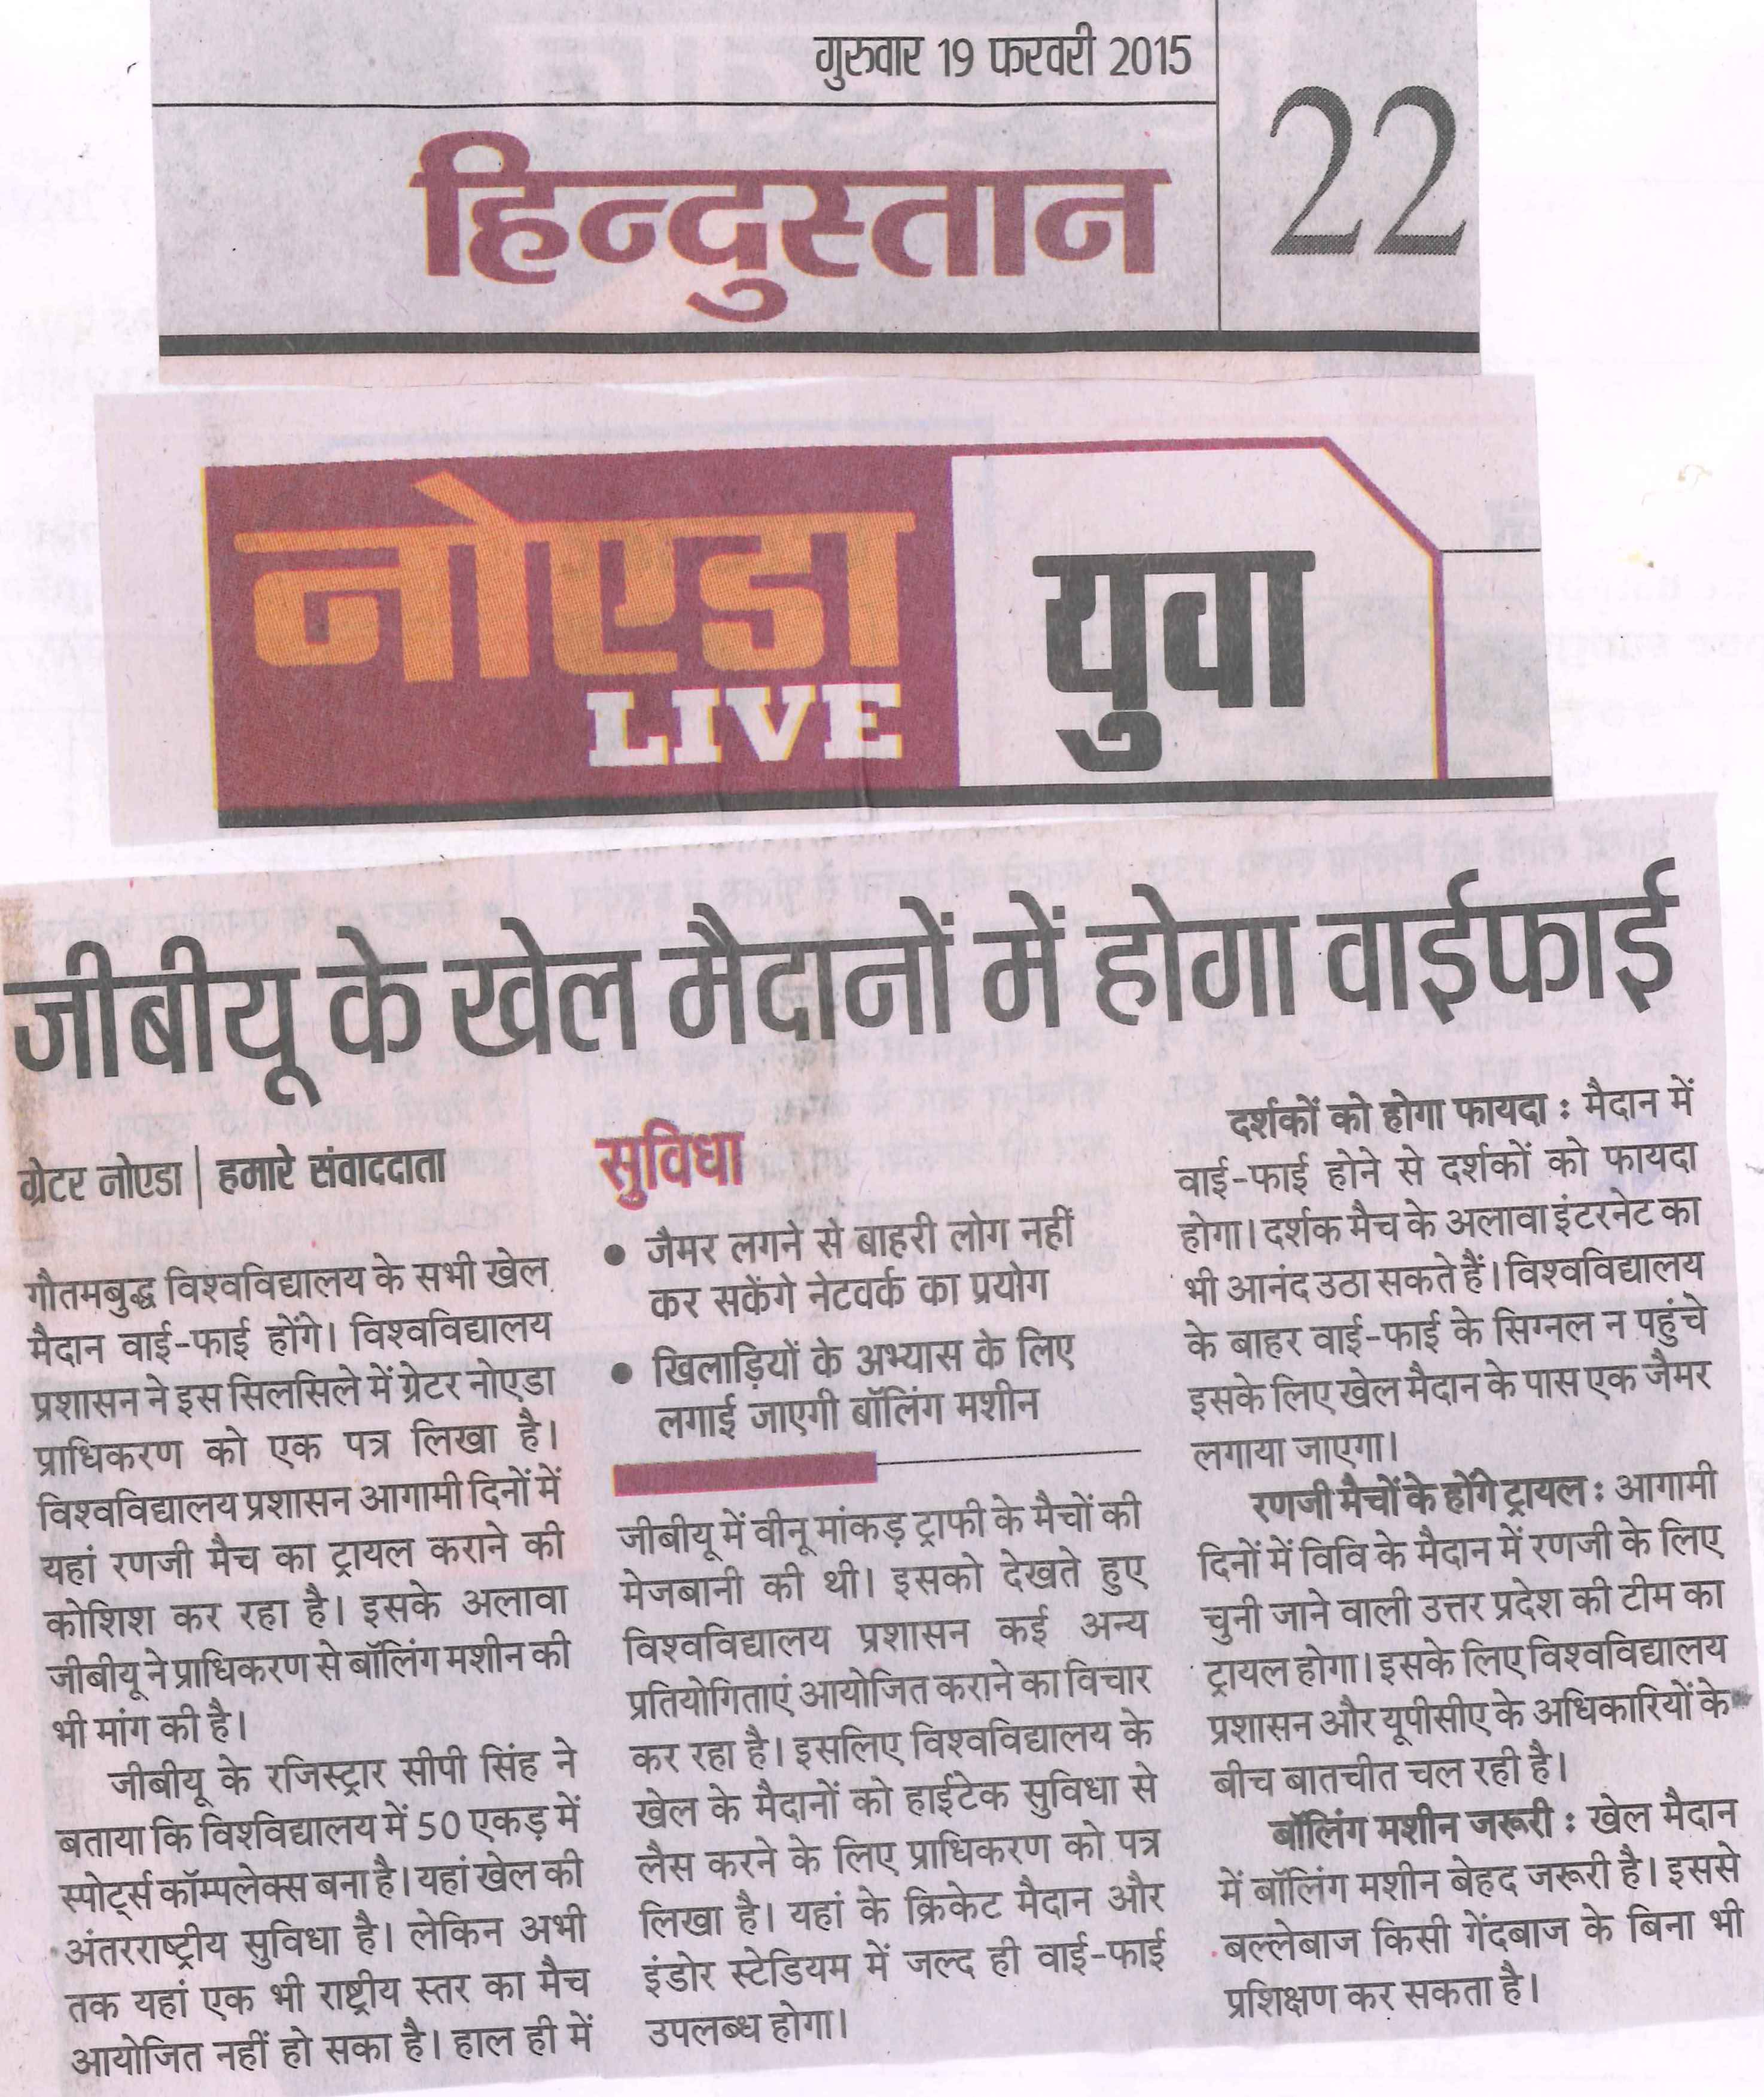 गुरुवार 19 फरवरी 2015
हिन्दुस्तान
22
नोएडा
LIVE
युवा
जीबीयू के खेल मैदानों में होगा वाईफाई
ग्रेटर नोएडा | हमारे संवाददाता
गौतमबुद्ध विश्वविद्यालय के सभी खेल
मैदान वाई-फाई होंगे। विश्वविद्यालय
प्रशासन ने इस सिलसिले में ग्रेटर नोएडा
प्राधिकरण को एक पत्र लिखा है।
विश्वविद्यालय प्रशासन आगामी दिनों में
यहां रणजी मैच का ट्रायल कराने की
कोशिश कर रहा है। इसके अलावा
जीबीयू ने प्राधिकरण से बॉलिंग मशीन की
भी मांग की है।
जीबीयू के रजिस्ट्रार सीपी सिंह ने
बताया कि विश्विद्यालय में 50 एकड़ में
स्पोर्ट्स कॉम्पलेक्स बना है। यहां खेल की
अंतरराष्ट्रीय सुविधा है। लेकिन अभी
तक यहां एक भी राष्ट्रीय स्तर का मैच
आयोजित नहीं हो सका है। हाल ही में
सुविधा
● जैमर लगने से बाहरी लोग नहीं
कर सकेंगे नेटवर्क का प्रयोग
● खिलाड़ियों के अभ्यास के लिए
लगाई जाएगी बॉलिंग मशीन
जीबीयू में वीनू मांकड़ ट्राफी के मैचों की
मेजबानी की थी। इसको देखते हुए
विश्वविद्यालय प्रशासन कई अन्य
प्रतियोगिताएं आयोजित कराने का विचार
कर रहा है। इसलिए विश्वविद्यालय के
खेल के मैदानों को हाईटेक सुविधा से
लैस करने के लिए प्राधिकरण को पत्र
लिखा है। यहां के क्रिकेट मैदान और
इंडोर स्टेडियम में जल्द ही वाई-फाई
उपलब्ध होगा।
दर्शकों को होगा फायदा : मैदान में
वाई-फाई होने से दर्शकों को फायदा
होगा। दर्शक मैच के अलावा इंटरनेट का
भी आनंद उठा सकते हैं। विश्वविद्यालय
के बाहर वाई-फाई के सिग्नल न पहुंचे
इसके लिए खेल मैदान के पास एक जैमर
लगाया जाएगा।
रणजी मैचों के होंगे ट्रायल : आगामी
दिनों में विवि के मैदान में रणजी के लिए
चुनी जाने वाली उत्तर प्रदेश की टीम का
ट्रायल होगा। इसके लिए विश्वविद्यालय
प्रशासन और यूपीसीए के अधिकारियों के
बीच बातचीत चल रही है।
बॉलिंग मशीन जरूरी : खेल मैदान
में बॉलिंग मशीन बेहद जरूरी है। इससे
बल्लेबाज किसी गेंदबाज के बिना भी
प्रशिक्षण कर सकता है।